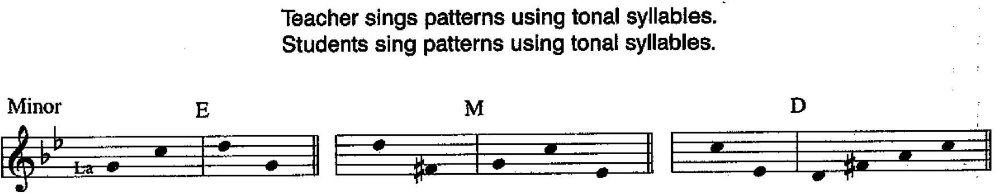 Teacher sings patterns using tonal syllables.
Students sing patterns using tonal syllables.
Minor E M D
La